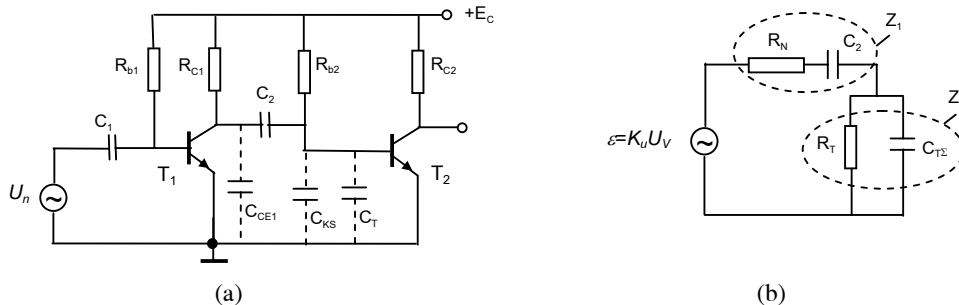 +E_C
R_b1
R_C1
R_b2
R_C2
C_1
C_2
T_1
T_2
U_n
~
C_CE1
C_KS
C_T
(a)
Z_1
R_N
C_2
Z
ε=K_uU_V
~
R_T
C_TΣ
(b)